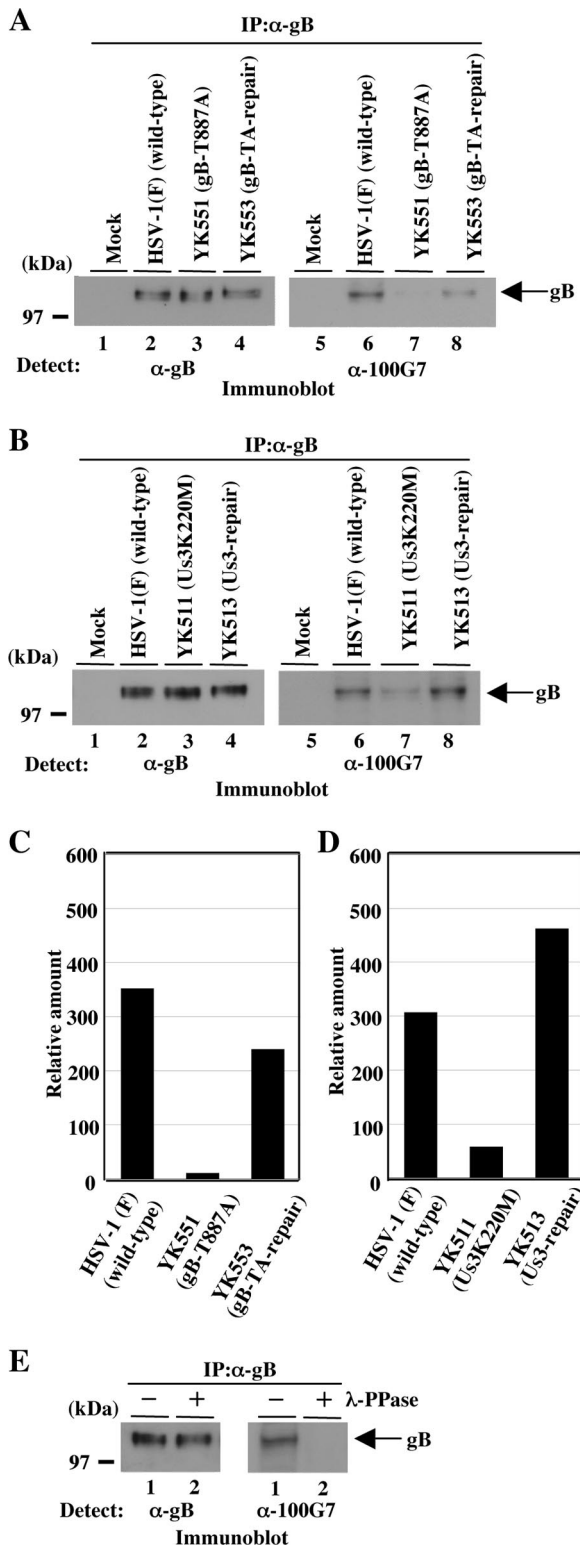 A
IP:α-gB
Mock
HSV-1(F) (wild-type)
YK551 (gB-T887A)
YK553 (gB-TA-repair)
Mock
HSV-1(F) (wild-type)
YK551 (gB-T887A)
YK553 (gB-TA-repair)
(kDa)
97
gB
1 2 3 4 5 6 7 8
Detect: α-gB α-100G7
Immunoblot
B
IP:α-gB
Mock
HSV-1(F) (wild-type)
YK511 (Us3K220M)
YK513 (Us3-repair)
Mock
HSV-1(F) (wild-type)
YK511 (Us3K220M)
YK513 (Us3-repair)
(kDa)
97
gB
1 2 3 4 5 6 7 8
Detect: α-gB α-100G7
Immunoblot
C
Relative amount
600
500
400
300
200
100
0
HSV-1 (F)
(wild-type)
YK551
(gB-T887A)
YK553
(gB-TA-repair)
D
Relative amount
600
500
400
300
200
100
0
HSV-1 (F)
(wild-type)
YK511
(Us3K220M)
YK513
(Us3-repair)
E
IP:α-gB
(kDa)
− + − + λ-PPase
97
gB
1 2 1 2
Detect: α-gB α-100G7
Immunoblot